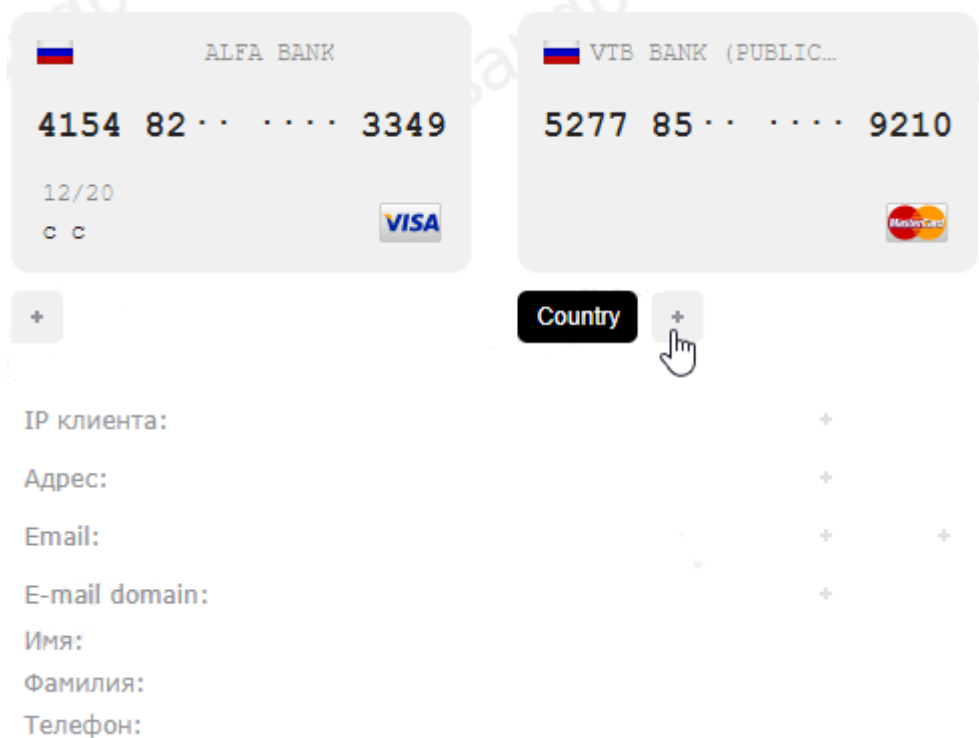 ALFA BANK
4154 82·· ···· 3349
12/20
c c
VISA
VTB BANK (PUBLIC…
5277 85·· ···· 9210
MasterCard
+
Country +
IP клиента: +
Адрес: +
Email: + +
E-mail domain: +
Имя:
Фамилия:
Телефон: